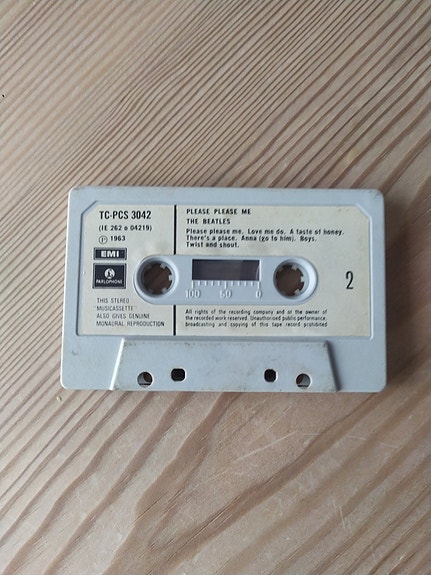 TC-PCS 3042
(IE 262 o 04219)
Ⓟ 1963
EMI
PARLOPHONE
THIS STEREO
MUSICASSETTE
ALSO GIVES GENUINE
MONAURAL REPRODUCTION
PLEASE PLEASE ME
THE BEATLES
Please please me. Love me do. A taste of honey.
There's a place. Anna (go to him). Boys.
Twist and shout.
100 50 0
2
All rights of the recording company and or the owner of
the recorded work reserved. Unauthorised public performance,
broadcasting and copying of this tape record prohibited